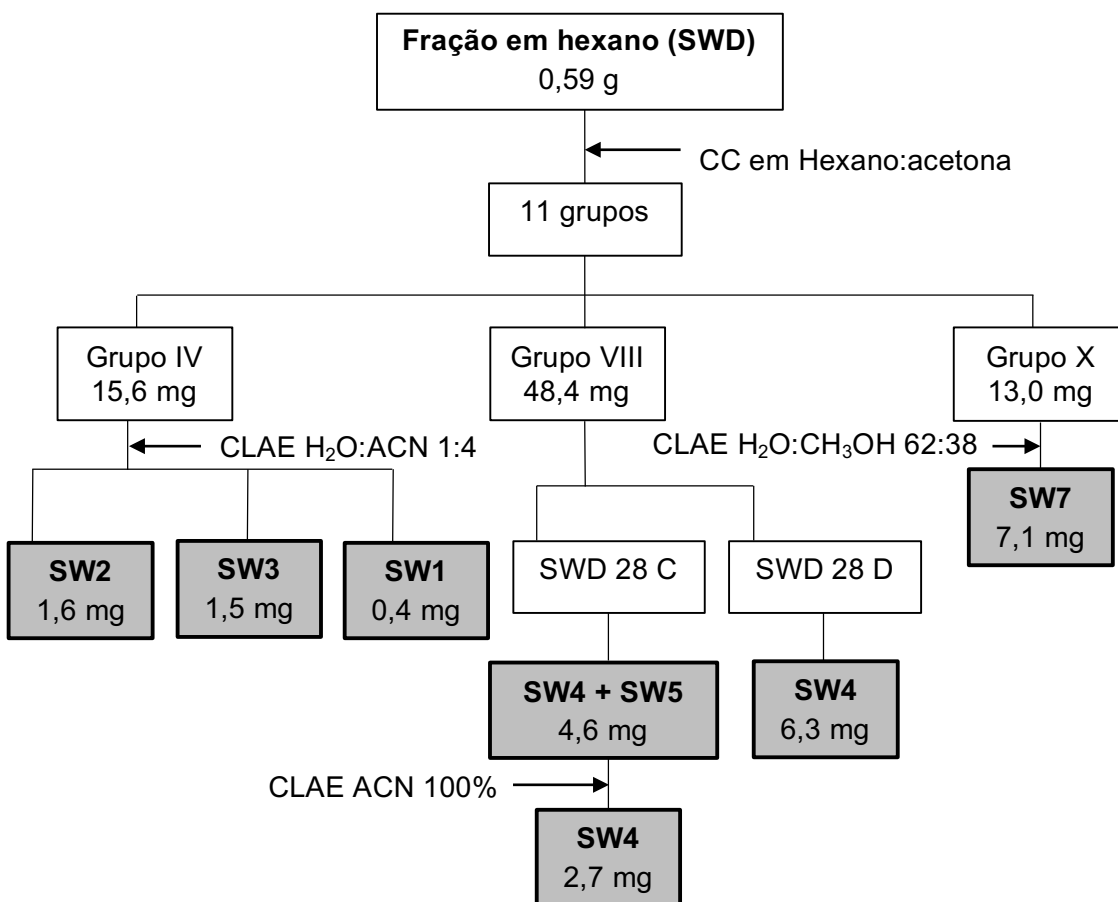 Fração em hexano (SWD)
0,59 g
CC em Hexano:acetona
11 grupos
Grupo IV
15,6 mg
Grupo VIII
48,4 mg
Grupo X
13,0 mg
CLAE H₂O:ACN 1:4
CLAE H₂O:CH₃OH 62:38
SW2
1,6 mg
SW3
1,5 mg
SW1
0,4 mg
SWD 28 C
SWD 28 D
SW7
7,1 mg
SW4 + SW5
4,6 mg
SW4
6,3 mg
CLAE ACN 100%
SW4
2,7 mg